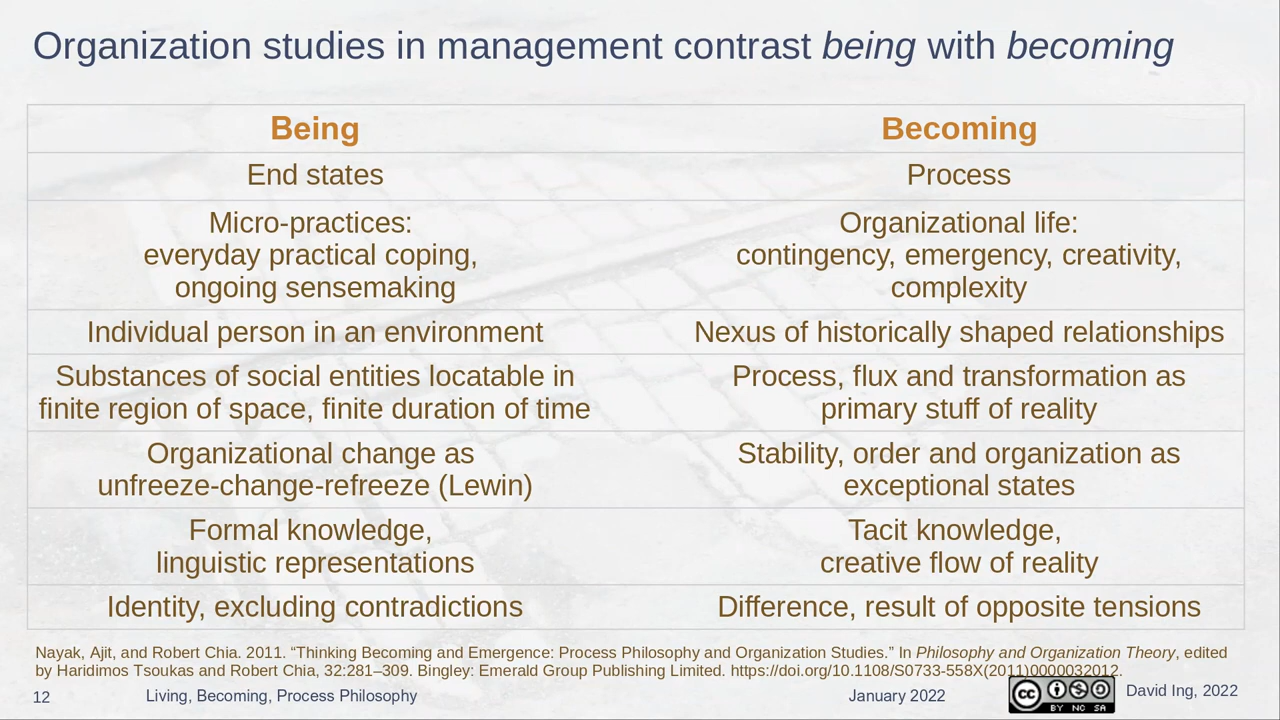 Organization studies in management contrast being with becoming
Being
Becoming
End states
Process
Micro-practices:
everyday practical coping,
ongoing sensemaking
Organizational life:
contingency, emergency, creativity,
complexity
Individual person in an environment
Nexus of historically shaped relationships
Substances of social entities locatable in
finite region of space, finite duration of time
Process, flux and transformation as
primary stuff of reality
Organizational change as
unfreeze-change-refreeze (Lewin)
Stability, order and organization as
exceptional states
Formal knowledge,
linguistic representations
Tacit knowledge,
creative flow of reality
Identity, excluding contradictions
Difference, result of opposite tensions
Nayak, Ajit, and Robert Chia. 2011. “Thinking Becoming and Emergence: Process Philosophy and Organization Studies.” In Philosophy and Organization Theory, edited
by Haridimos Tsoukas and Robert Chia, 32:281–309. Bingley: Emerald Group Publishing Limited. https://doi.org/10.1108/S0733-558X(2011)0000032012.
12
Living, Becoming, Process Philosophy
January 2022
cc
BY NC SA
David Ing, 2022